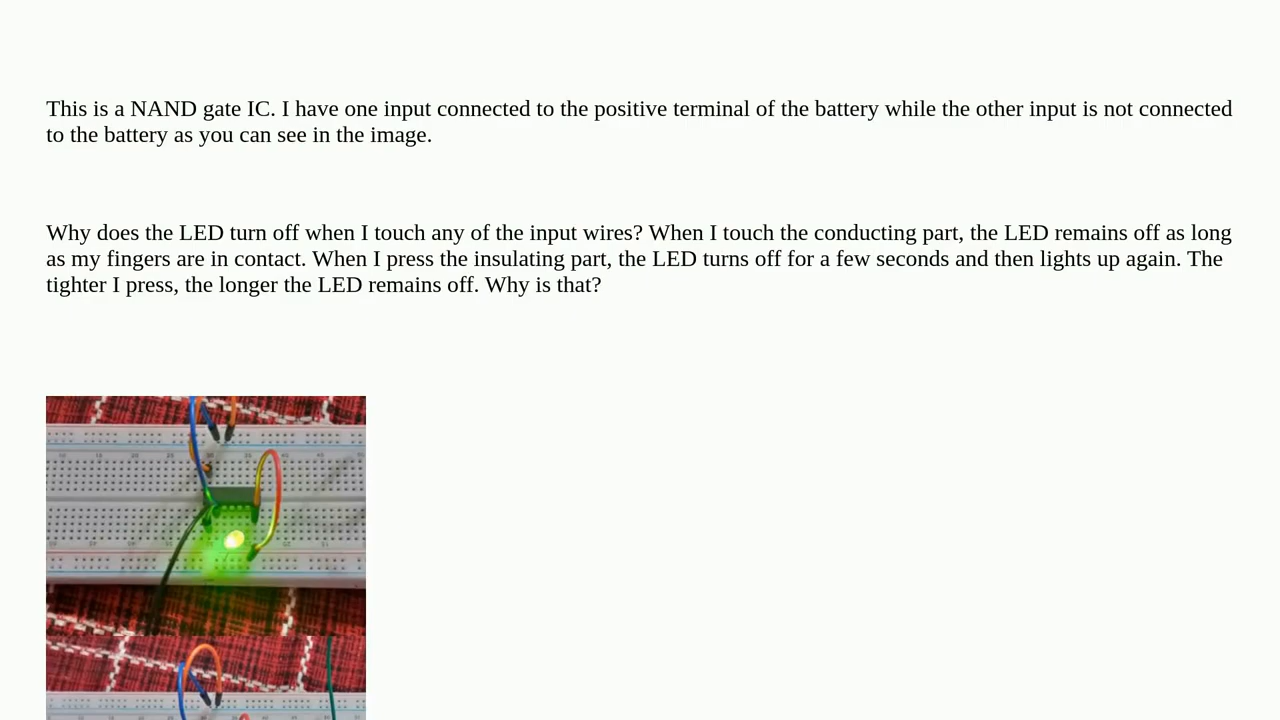 This is a NAND gate IC. I have one input connected to the positive terminal of the battery while the other input is not connected
to the battery as you can see in the image.
Why does the LED turn off when I touch any of the input wires? When I touch the conducting part, the LED remains off as long
as my fingers are in contact. When I press the insulating part, the LED turns off for a few seconds and then lights up again. The
tighter I press, the longer the LED remains off. Why is that?